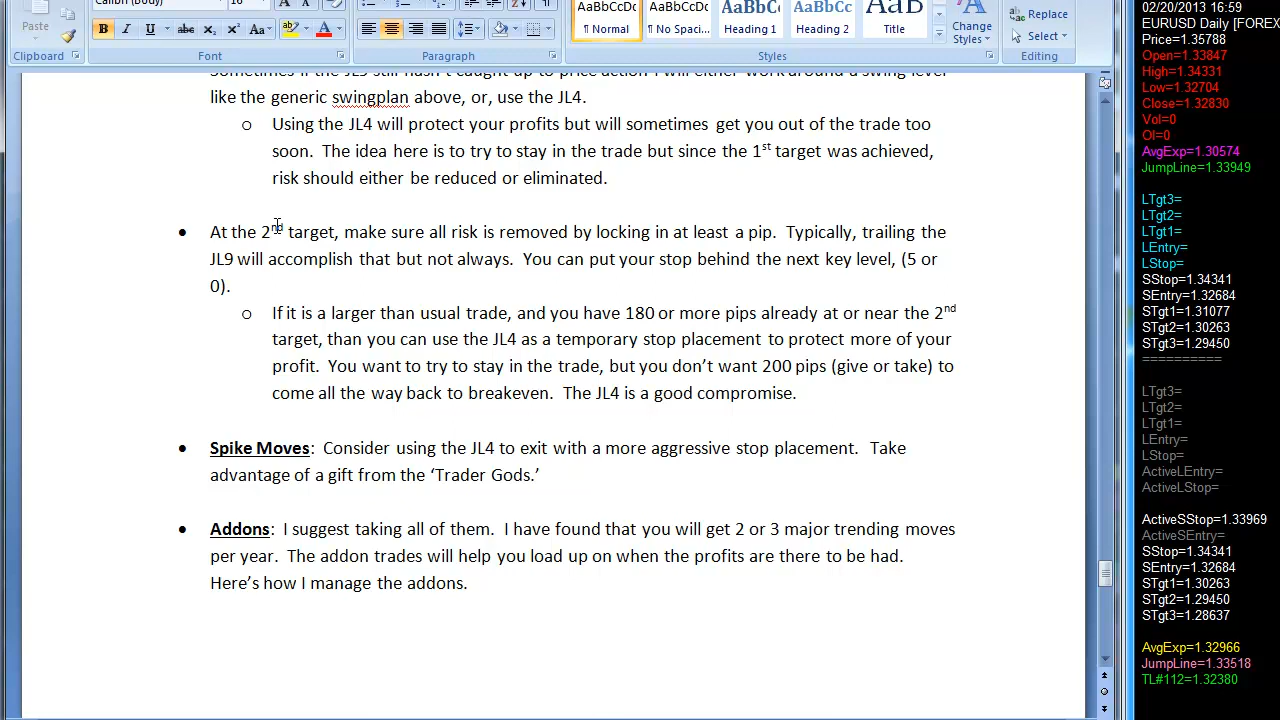 Paste
Clipboard
B I U abc x₂ x² Aa
Font
Paragraph
AaBbCcDc
¶ Normal
AaBbCcDc
¶ No Spaci...
AaBbC
Heading 1
AaBbCc
Heading 2
AaB
Title
Change
Styles
Styles
Replace
Select
Editing
like the generic swingplan above, or, use the JL4.
o Using the JL4 will protect your profits but will sometimes get you out of the trade too
soon. The idea here is to try to stay in the trade but since the 1st target was achieved,
risk should either be reduced or eliminated.
• At the 2nd target, make sure all risk is removed by locking in at least a pip. Typically, trailing the
JL9 will accomplish that but not always. You can put your stop behind the next key level, (5 or
0).
o If it is a larger than usual trade, and you have 180 or more pips already at or near the 2nd
target, than you can use the JL4 as a temporary stop placement to protect more of your
profit. You want to try to stay in the trade, but you don’t want 200 pips (give or take) to
come all the way back to breakeven. The JL4 is a good compromise.
• Spike Moves: Consider using the JL4 to exit with a more aggressive stop placement. Take
advantage of a gift from the ‘Trader Gods.’
• Addons: I suggest taking all of them. I have found that you will get 2 or 3 major trending moves
per year. The addon trades will help you load up on when the profits are there to be had.
Here’s how I manage the addons.
02/20/2013 16:59
EURUSD Daily [FOREX
Price=1.35788
Open=1.33847
High=1.34331
Low=1.32704
Close=1.32830
Vol=0
OI=0
AvgExp=1.30574
JumpLine=1.33949
LTgt3=
LTgt2=
LTgt1=
LEntry=
LStop=
SStop=1.34341
SEntry=1.32684
STgt1=1.31077
STgt2=1.30263
STgt3=1.29450
==========
LTgt3=
LTgt2=
LTgt1=
LEntry=
LStop=
ActiveLEntry=
ActiveLStop=
ActiveSStop=1.33969
ActiveSEntry=
SStop=1.34341
SEntry=1.32684
STgt1=1.30263
STgt2=1.29450
STgt3=1.28637
AvgExp=1.32966
JumpLine=1.33518
TL#112=1.32380